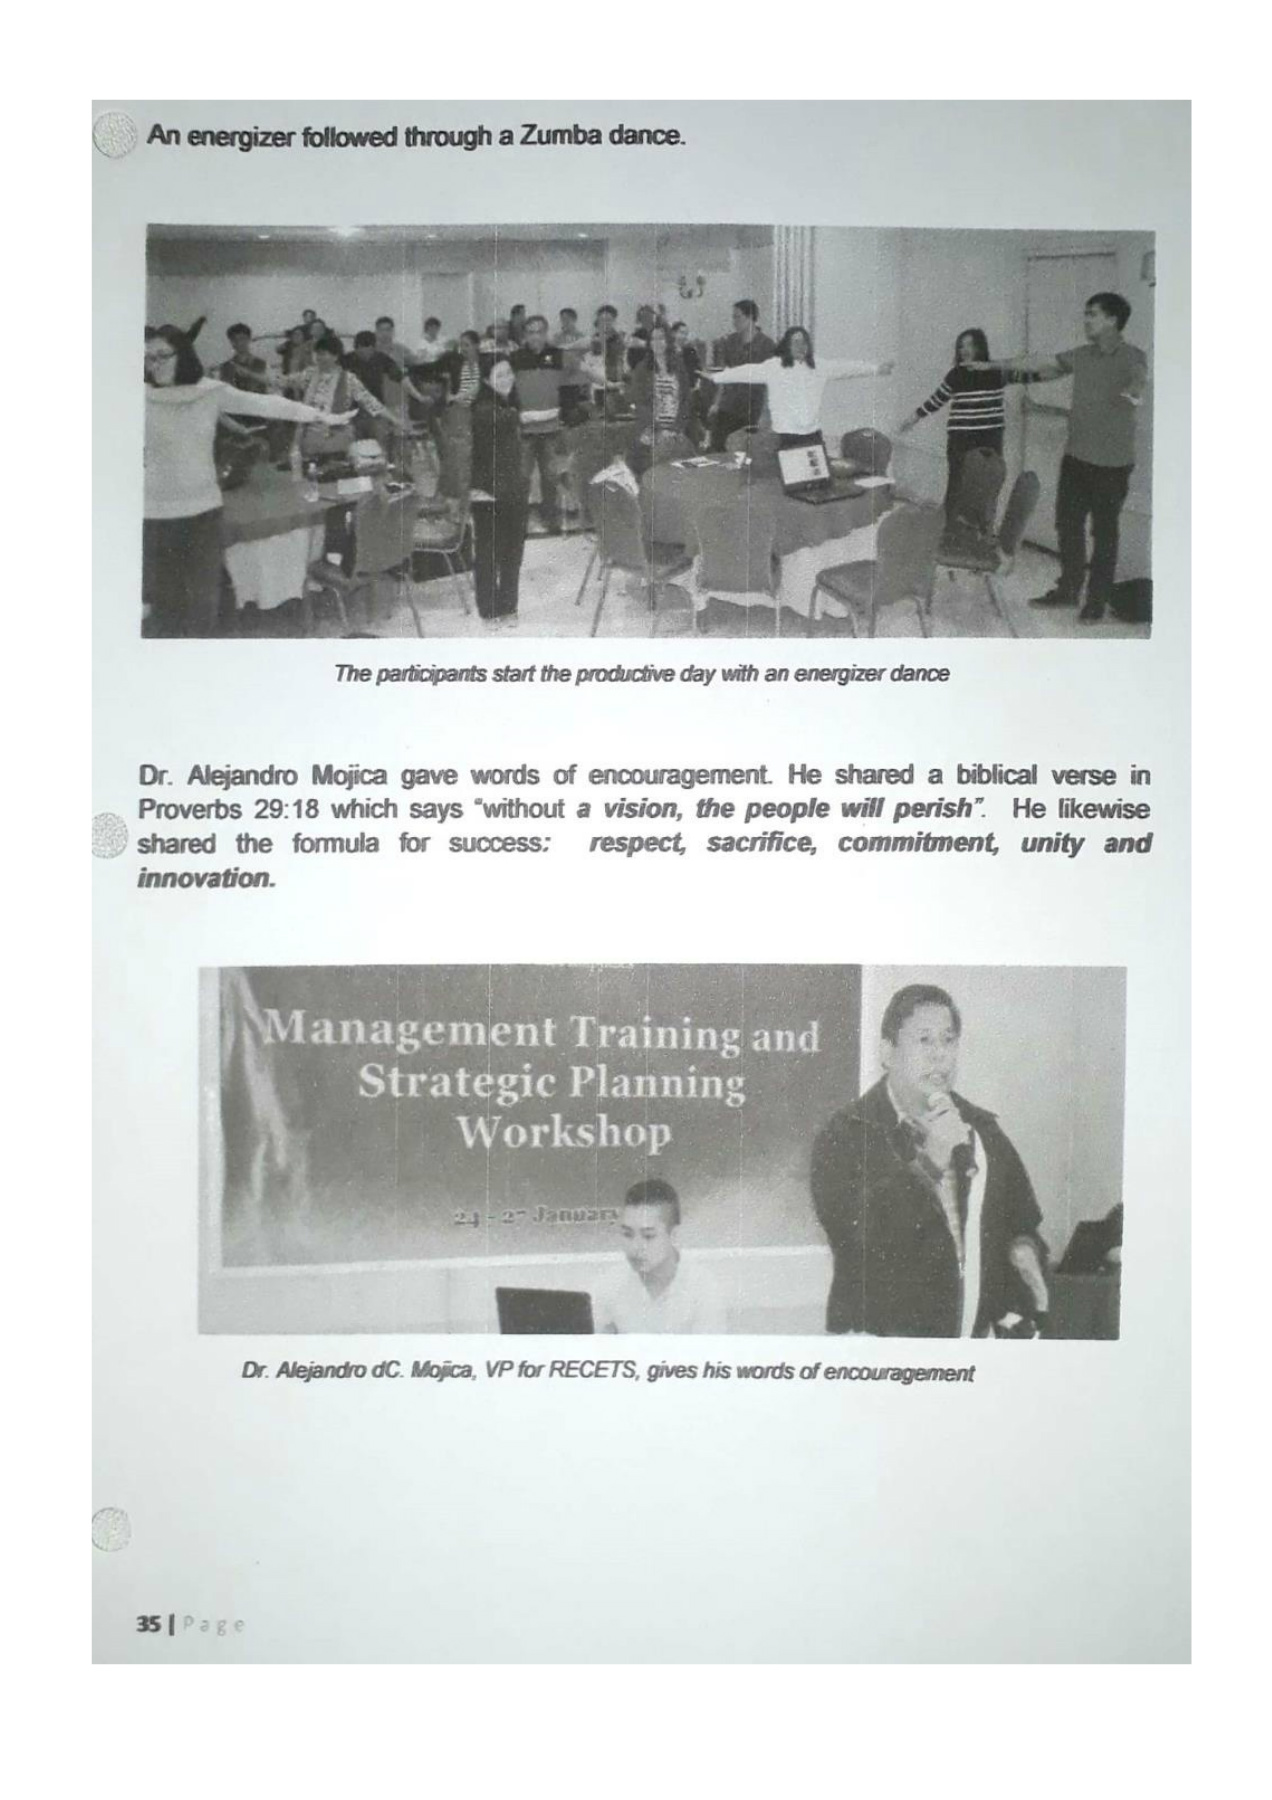 An energizer followed through a Zumba dance.
The participants start the productive day with an energizer dance
Dr. Alejandro Mojica gave words of encouragement. He shared a biblical verse in
Proverbs 29:18 which says “without a vision, the people will perish”. He likewise
shared the formula for success: respect, sacrifice, commitment, unity and
innovation.
Management Training and
Strategic Planning
Workshop
24 - 27 January
Dr. Alejandro dC. Mojica, VP for RECETS, gives his words of encouragement
35 | Page